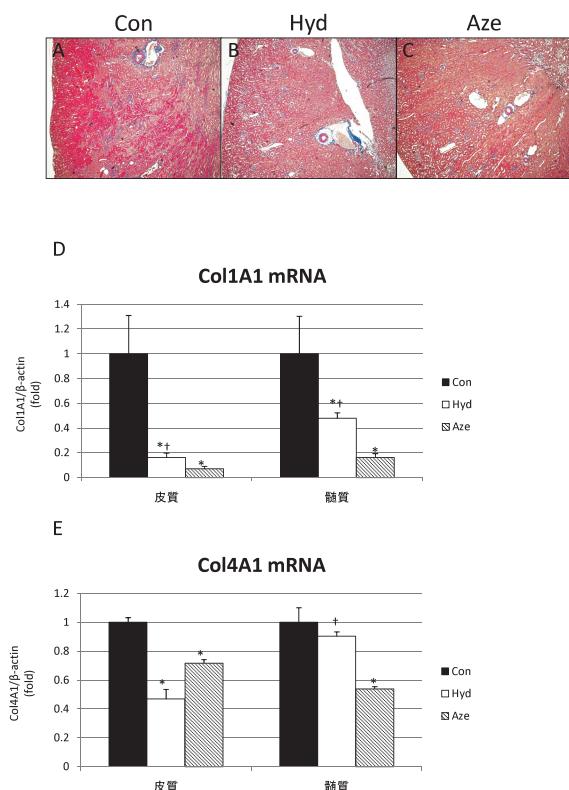 Con Hyd Aze
A B C
D
Col1A1 mRNA
1.4
1.2
1
0.8
0.6
0.4
0.2
0
Col1A1/β-actin
(fold)
*† * *† *
皮質 髄質
Con
Hyd
Aze
E
Col4A1 mRNA
1.2
1
0.8
0.6
0.4
0.2
0
Col4A1/β-actin
(fold)
* * † *
皮質 髄質
Con
Hyd
Aze